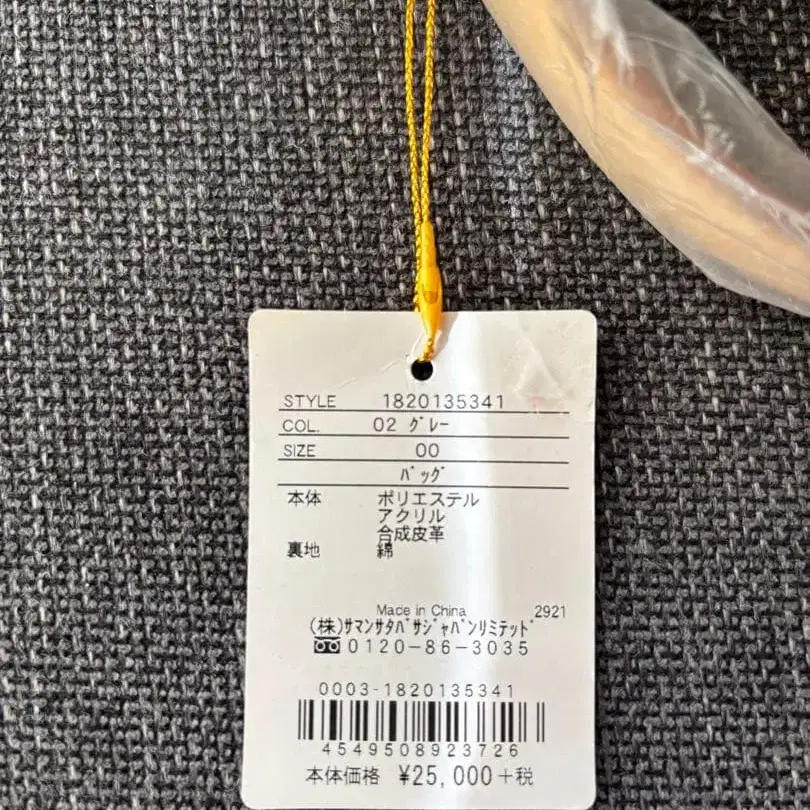 STYLE 1820135341
COL. 02 ｸﾞﾚｰ
SIZE 00
ﾊﾞｯｸﾞ
本体 ポリエステル
アクリル
合成皮革
裏地 綿
Made in China 2921
(株)ｻﾏﾝｻﾀﾊﾞｻｼﾞｬﾊﾟﾝﾘﾐﾃｯﾄﾞ
0120-86-3035
0003-1820135341
4549508923726
本体価格 ¥25,000+税